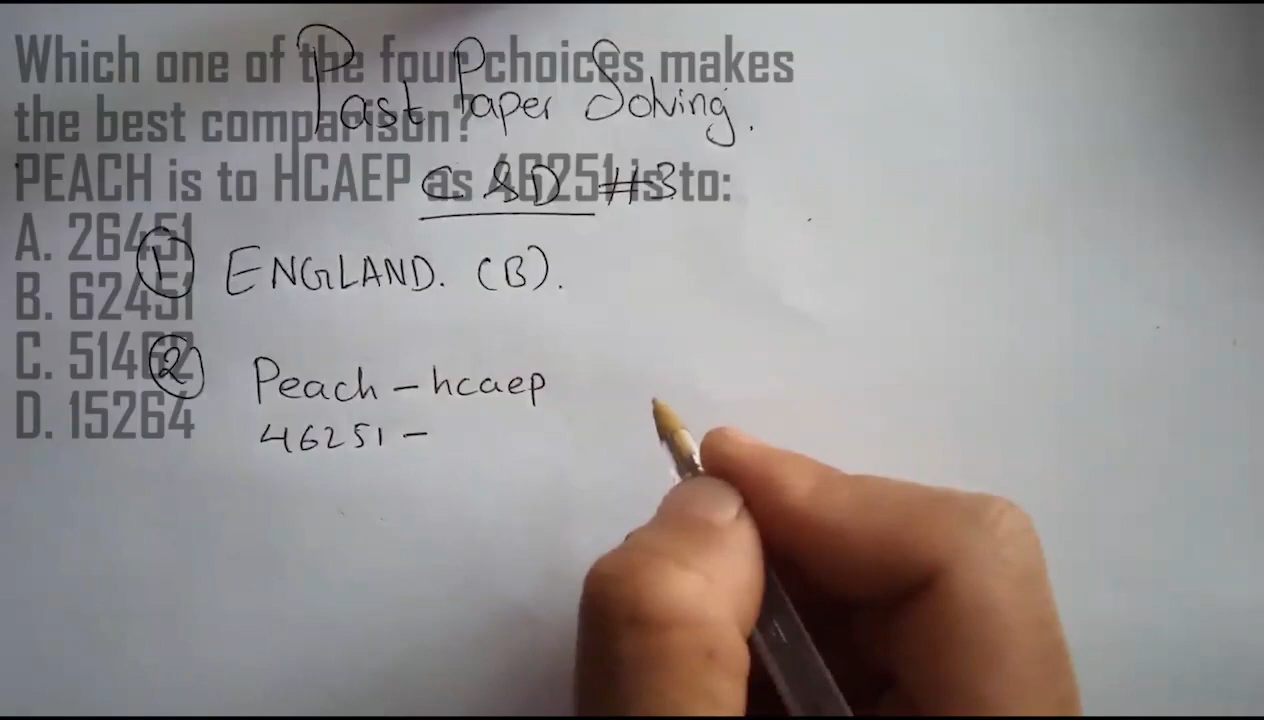 Which one of the four choices makes
the best comparison?
PEACH is to HCAEP as 46251 is to:
A. 26451
B. 62451
C. 51462
D. 15264
Past Paper Solving.
CSD #3
① ENGLAND. (B).
② Peach – hcaep
46251 –